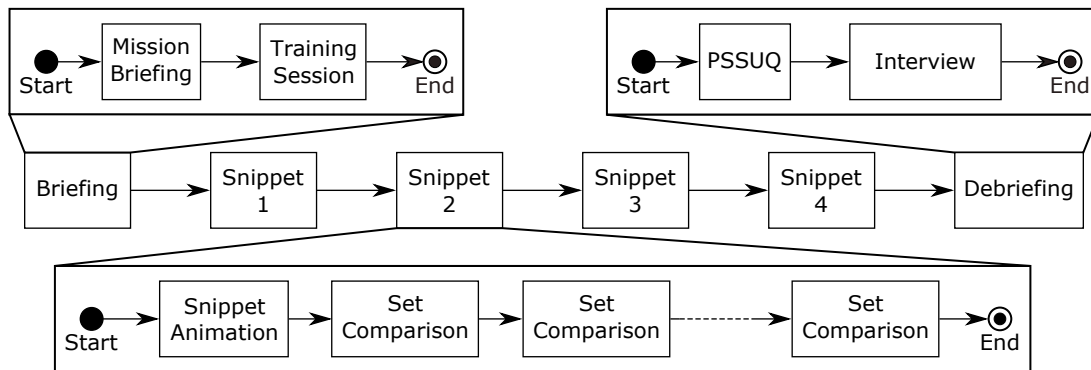 Mission
Briefing
Training
Session
Start
End
PSSUQ
Interview
Start
End
Briefing
Snippet
1
Snippet
2
Snippet
3
Snippet
4
Debriefing
Snippet
Animation
Set
Comparison
Set
Comparison
Set
Comparison
Start
End